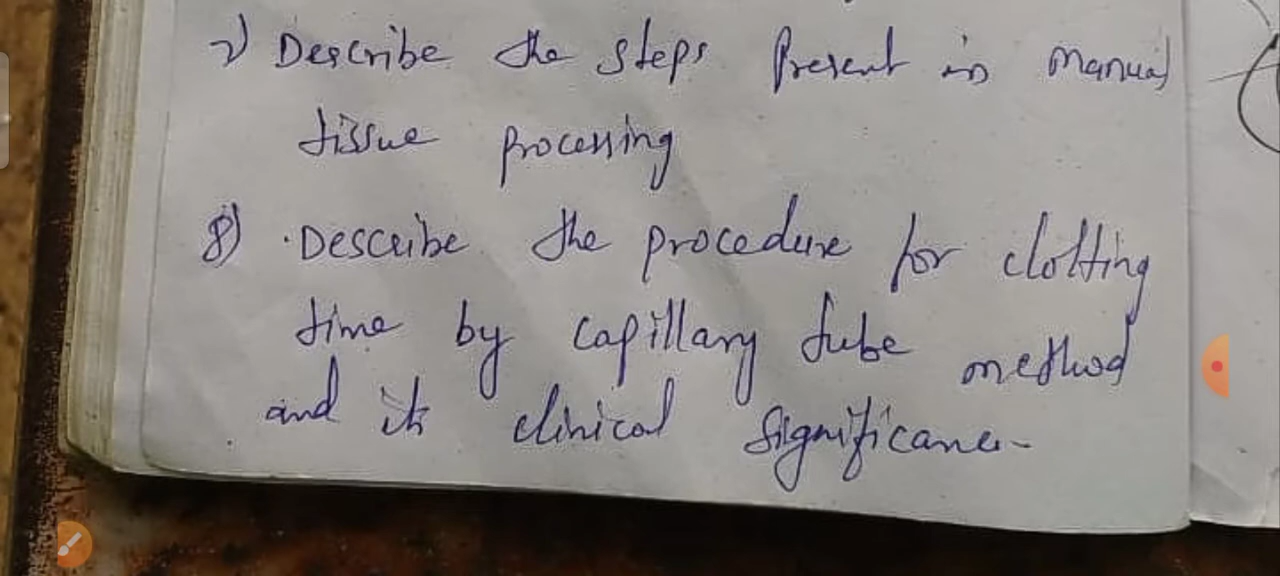 7) Describe the steps Present in manual
tissue processing
8) Describe the procedure for clotting
time by capillary tube method
and its clinical significance